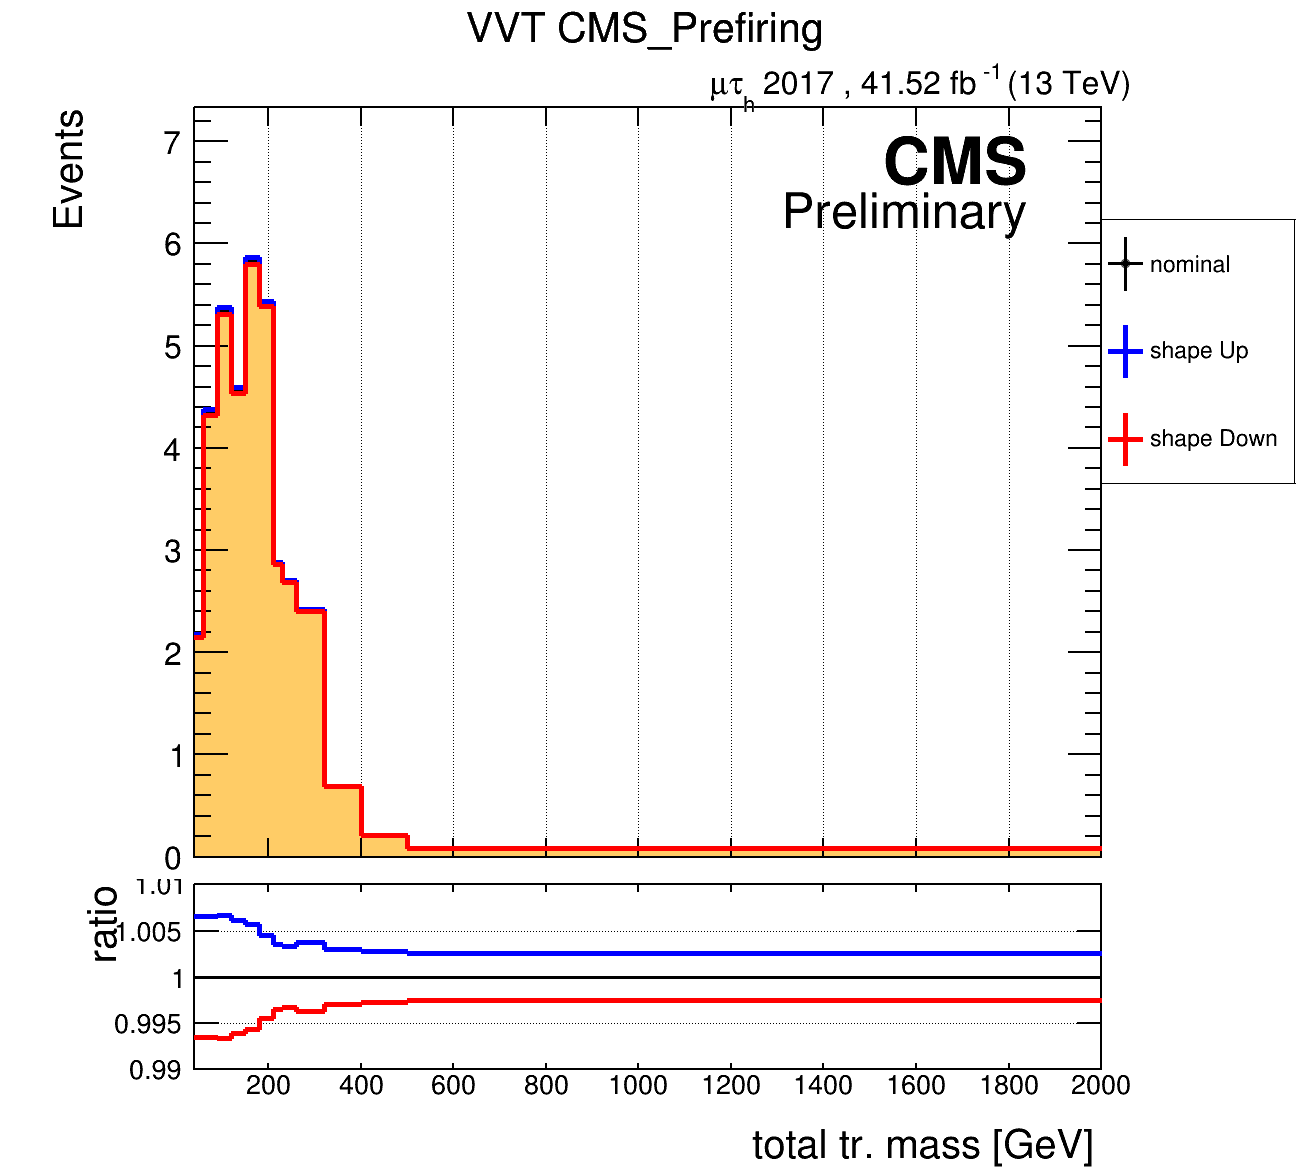 VVT CMS_Prefiring
μτh 2017 , 41.52 fb-1 (13 TeV)
Events
7
6
5
4
3
2
1
0
CMS
Preliminary
nominal
shape Up
shape Down
ratio
1.01
1.005
1
0.995
0.99
200 400 600 800 1000 1200 1400 1600 1800 2000
total tr. mass [GeV]